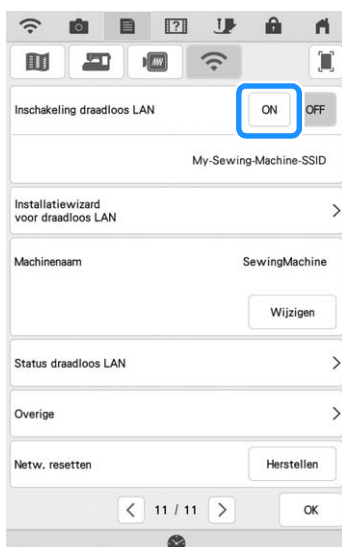 Inschakeling draadloos LAN ON OFF
My-Sewing-Machine-SSID
Installatiewizard
voor draadloos LAN
Machinenaam SewingMachine
Wijzigen
Status draadloos LAN
Overige
Netw. resetten Herstellen
11 / 11 OK